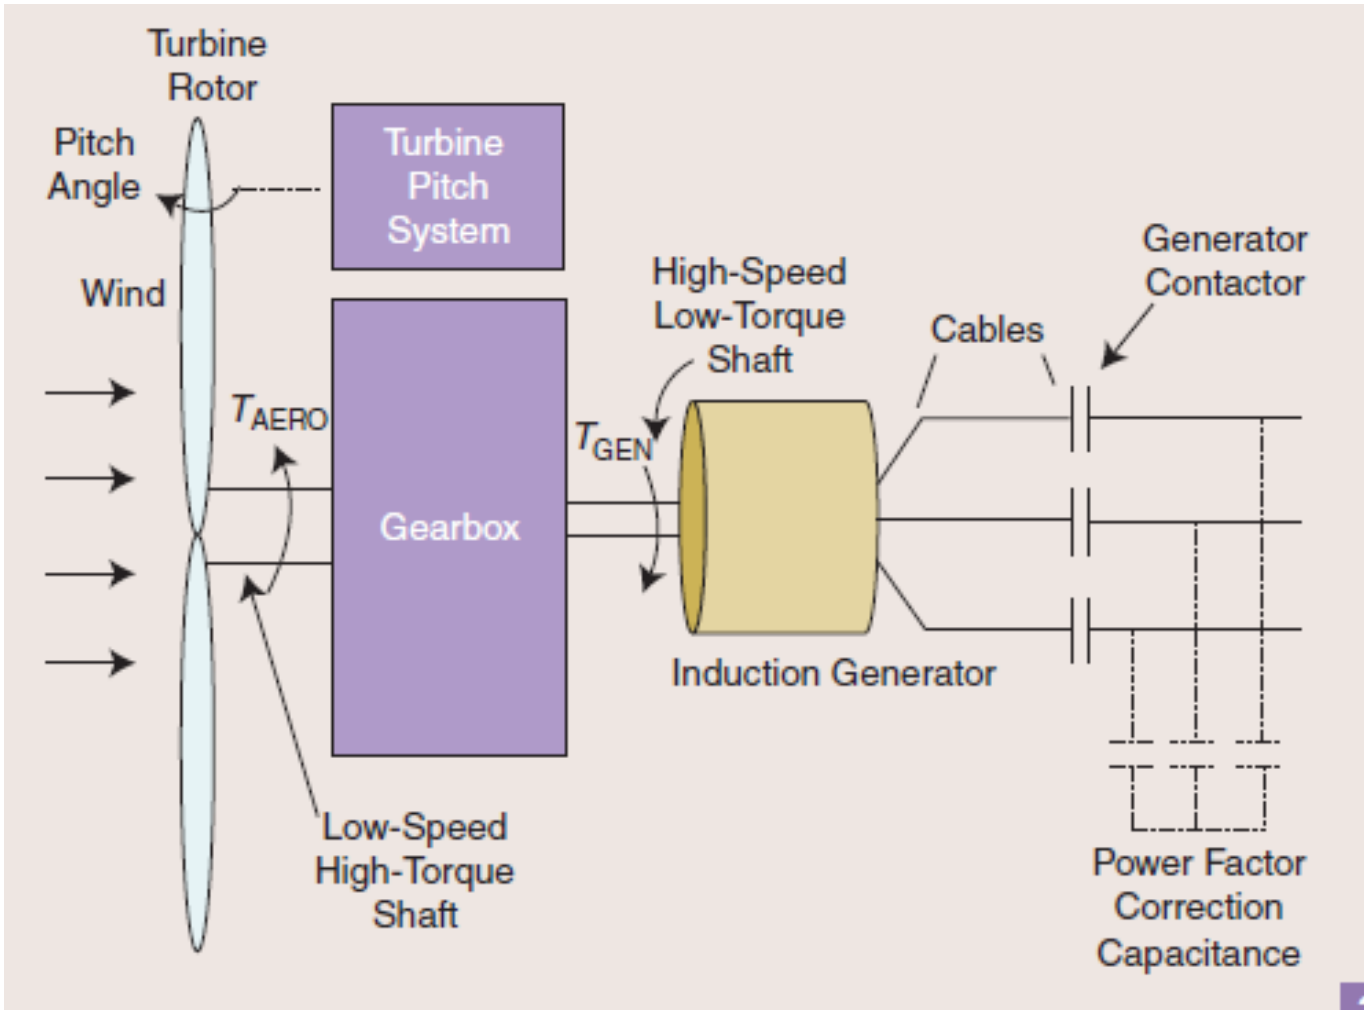 Turbine
Rotor
Pitch
Angle
Turbine
Pitch
System
Wind
High-Speed
Low-Torque
Shaft
Generator
Contactor
Cables
TAERO
TGEN
Gearbox
Induction Generator
Low-Speed
High-Torque
Shaft
Power Factor
Correction
Capacitance